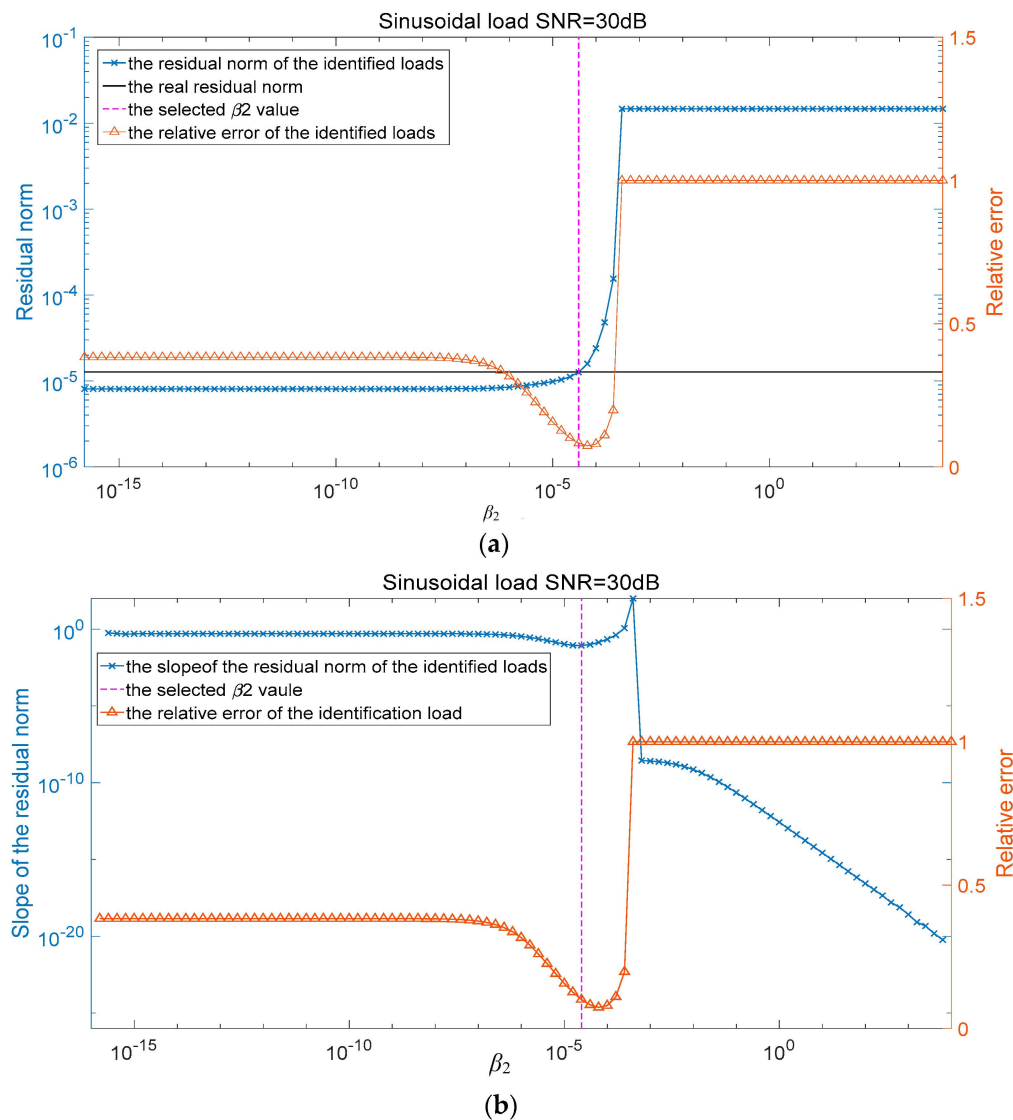 Sinusoidal load SNR=30dB
the residual norm of the identified loads
the real residual norm
the selected β2 value
the relative error of the identified loads
Residual norm
10^-1
10^-2
10^-3
10^-4
10^-5
10^-6
1.5
1
0.5
0
Relative error
10^-15
10^-10
10^-5
10^0
β₂
(a)
Sinusoidal load SNR=30dB
the slopeof the residual norm of the identified loads
the selected β2 vaule
the relative error of the identification load
Slope of the residual norm
10^0
10^-10
10^-20
1.5
1
0.5
0
Relative error
10^-15
10^-10
10^-5
10^0
β₂
(b)